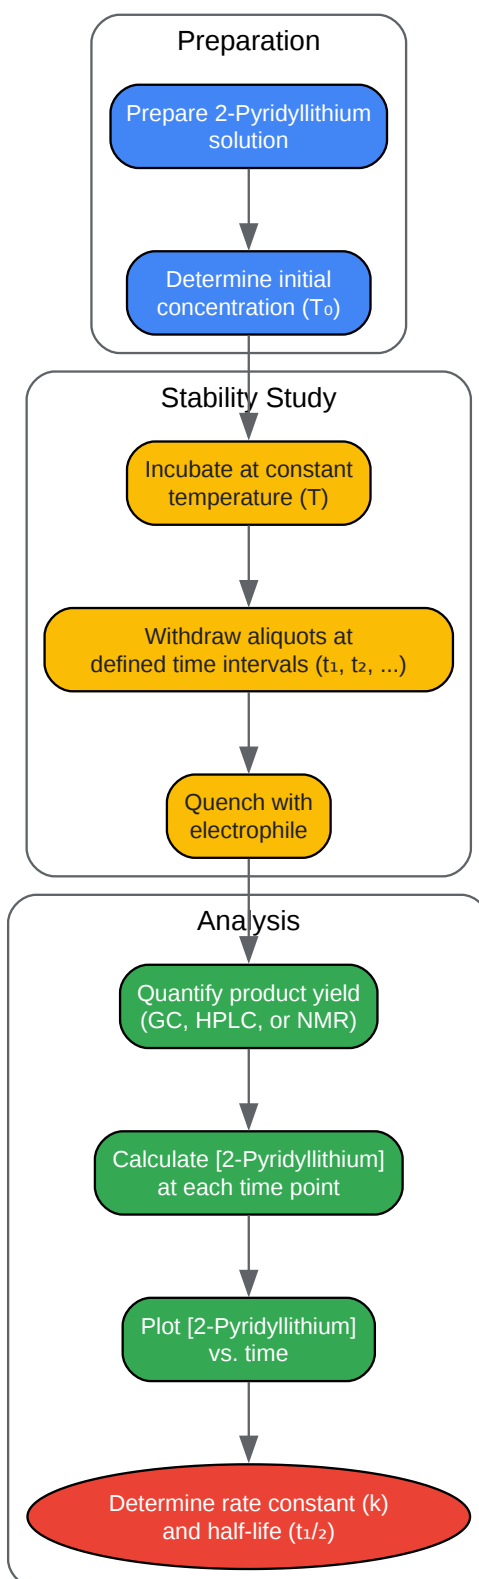 Preparation
Prepare 2-Pyridyllithium
solution
Determine initial
concentration (T₀)
Stability Study
Incubate at constant
temperature (T)
Withdraw aliquots at
defined time intervals (t₁, t₂, ...)
Quench with
electrophile
Analysis
Quantify product yield
(GC, HPLC, or NMR)
Calculate [2-Pyridyllithium]
at each time point
Plot [2-Pyridyllithium]
vs. time
Determine rate constant (k)
and half-life (t₁/₂)